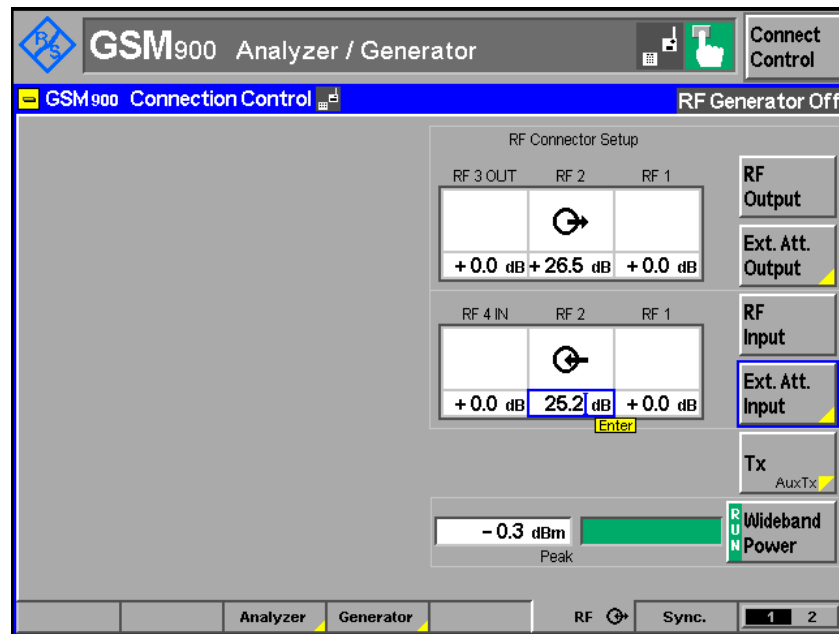 R/S
GSM900 Analyzer / Generator
Connect
Control
GSM900 Connection Control
RF Generator Off
RF Connector Setup
RF 3 OUT RF 2 RF 1
+ 0.0 dB + 26.5 dB + 0.0 dB
RF
Output
Ext. Att.
Output
RF 4 IN RF 2 RF 1
+ 0.0 dB 25.2 dB + 0.0 dB
Enter
RF
Input
Ext. Att.
Input
Tx
AuxTx
- 0.3 dBm
Peak
RUN
Wideband
Power
Analyzer Generator RF Sync. 1 2